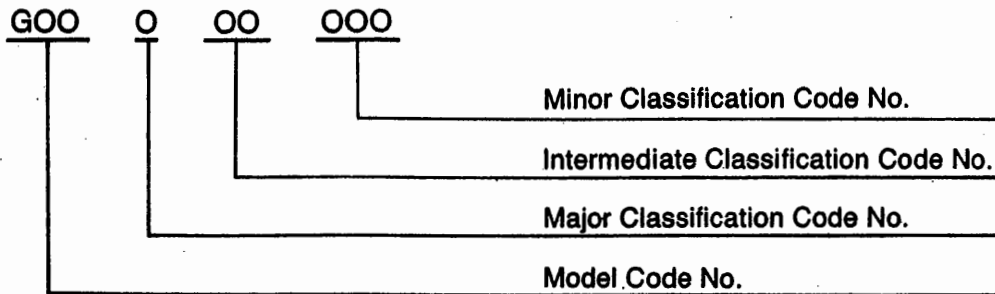 GOO O OO OOO
Minor Classification Code No.
Intermediate Classification Code No.
Major Classification Code No.
Model Code No.